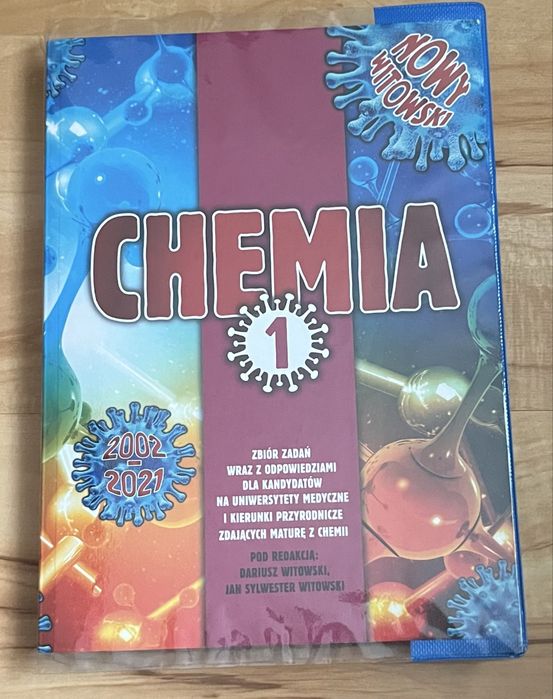 NOWY
WITOWSKI
CHEMIA
1
2002–
2021
ZBIÓR ZADAŃ
WRAZ Z ODPOWIEDZIAMI
DLA KANDYDATÓW
NA UNIWERSYTETY MEDYCZNE
I KIERUNKI PRZYRODNICZE
ZDAJĄCYCH MATURĘ Z CHEMII
POD REDAKCJĄ:
DARIUSZ WITOWSKI,
JAN SYLWESTER WITOWSKI